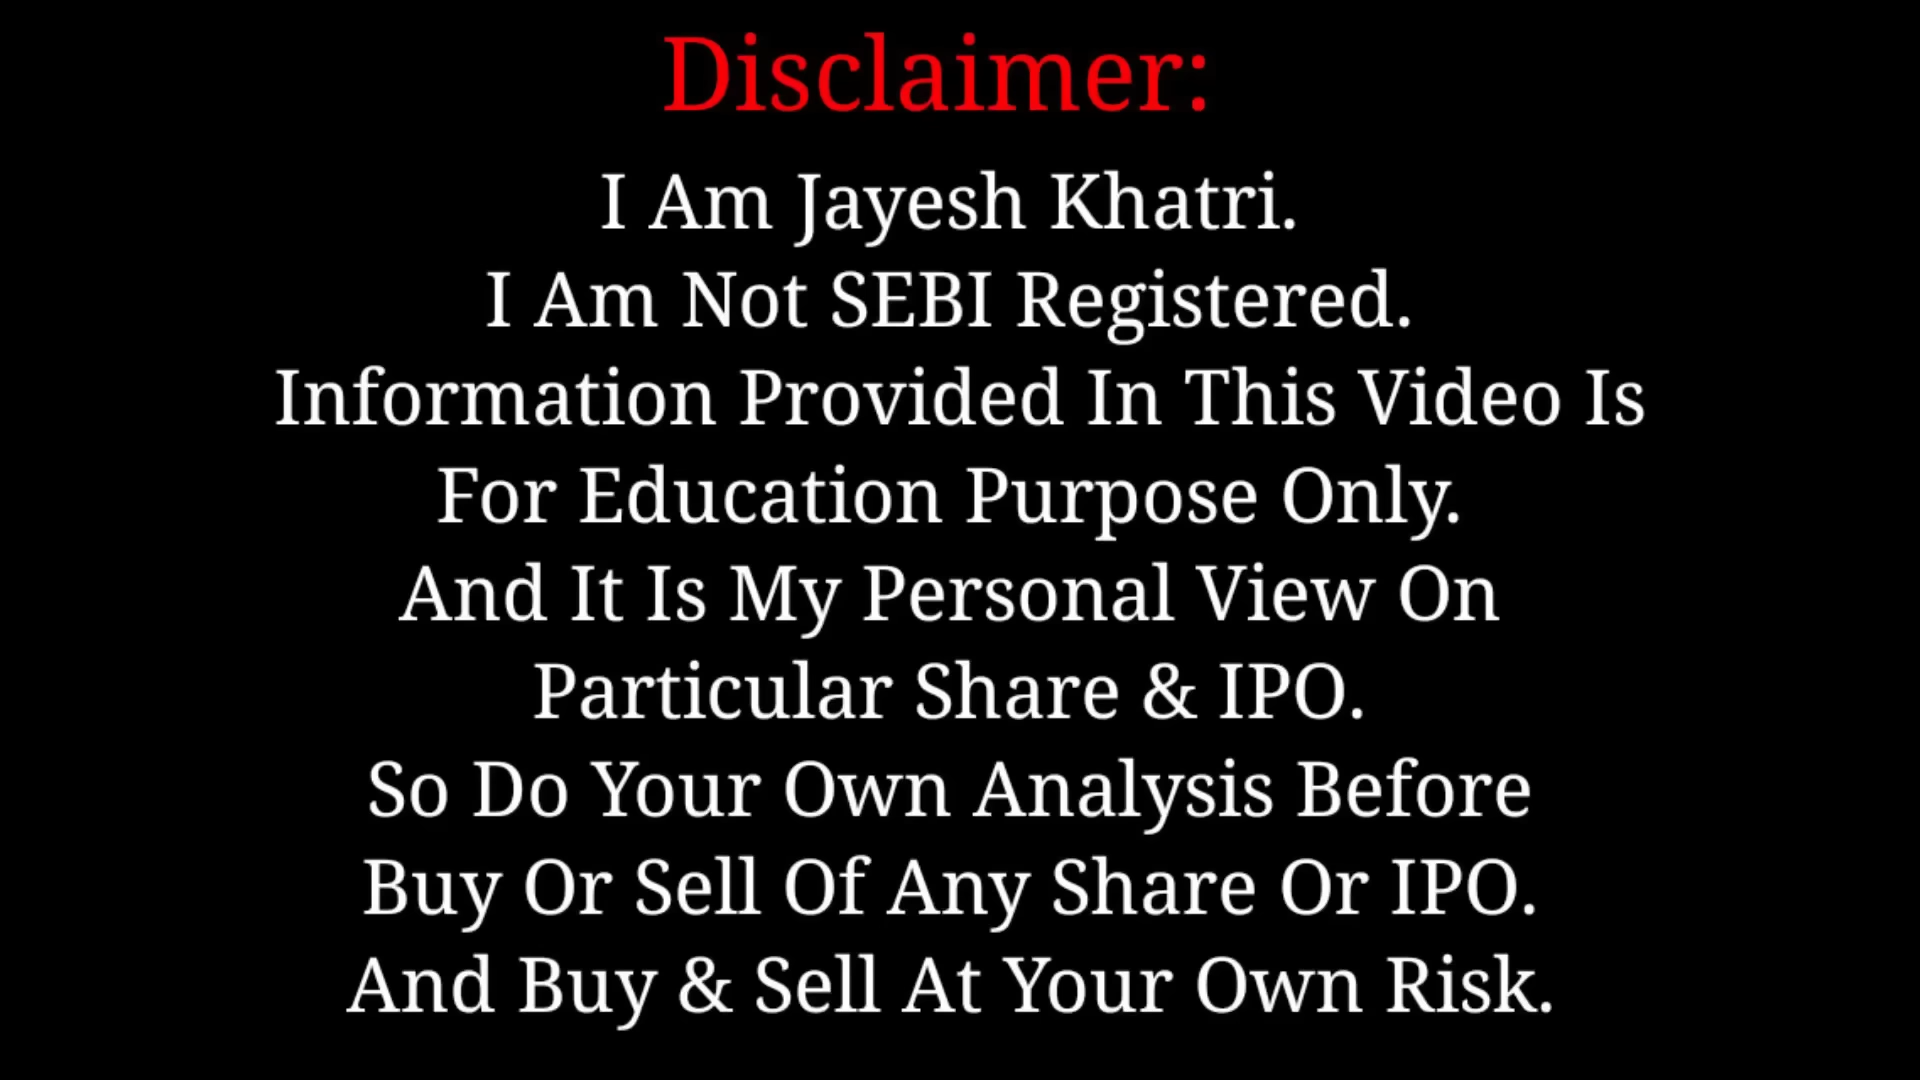 Disclaimer:
I Am Jayesh Khatri.
I Am Not SEBI Registered.
Information Provided In This Video Is
For Education Purpose Only.
And It Is My Personal View On
Particular Share & IPO.
So Do Your Own Analysis Before
Buy Or Sell Of Any Share Or IPO.
And Buy & Sell At Your Own Risk.